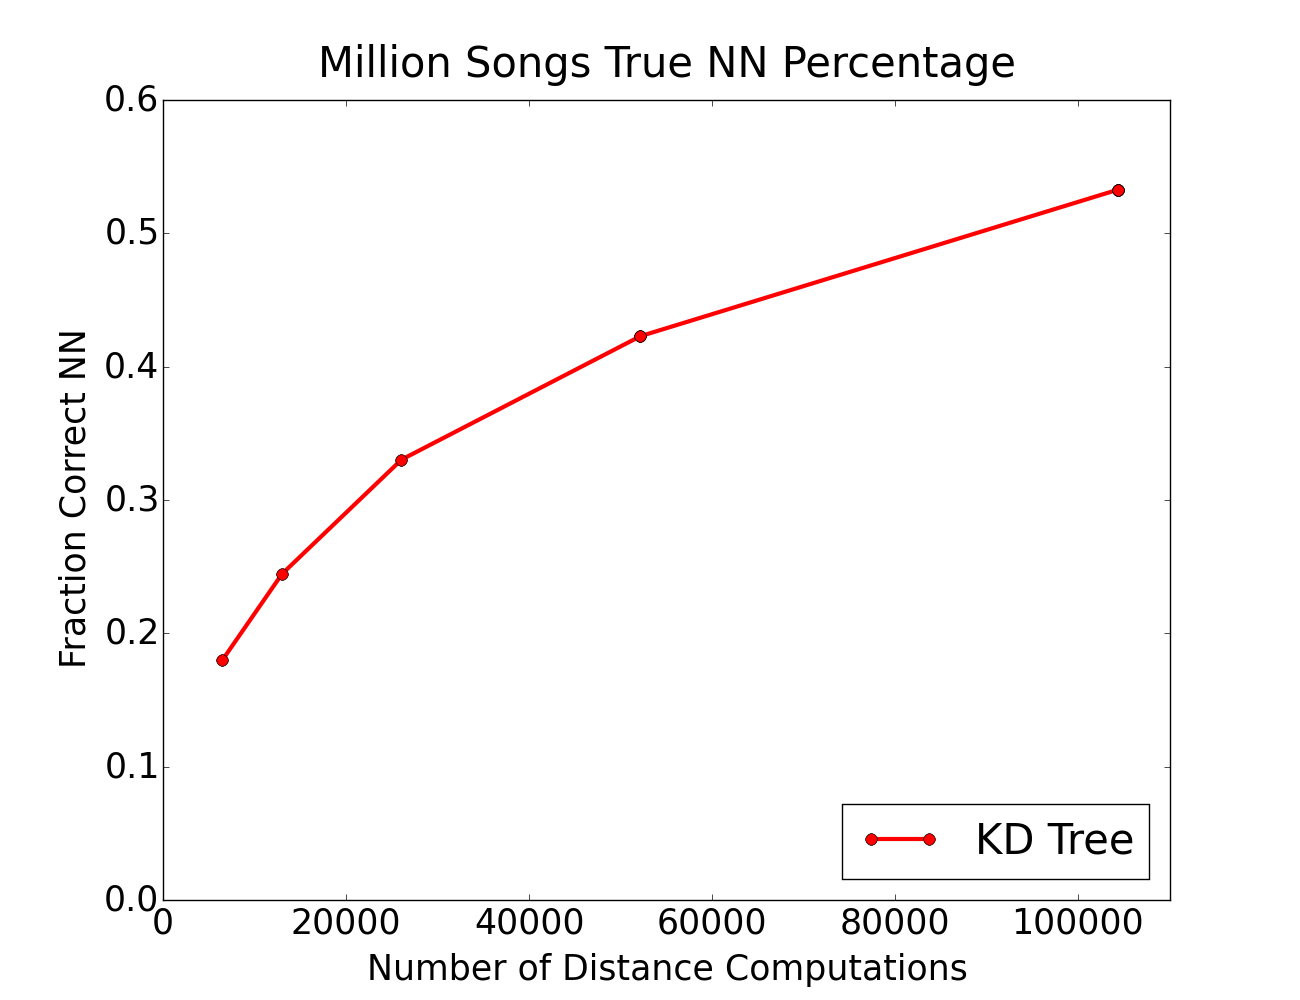 Million Songs True NN Percentage
0.6
0.5
0.4
0.3
0.2
0.1
0.0
Fraction Correct NN
KD Tree
0 20000 40000 60000 80000 100000
Number of Distance Computations